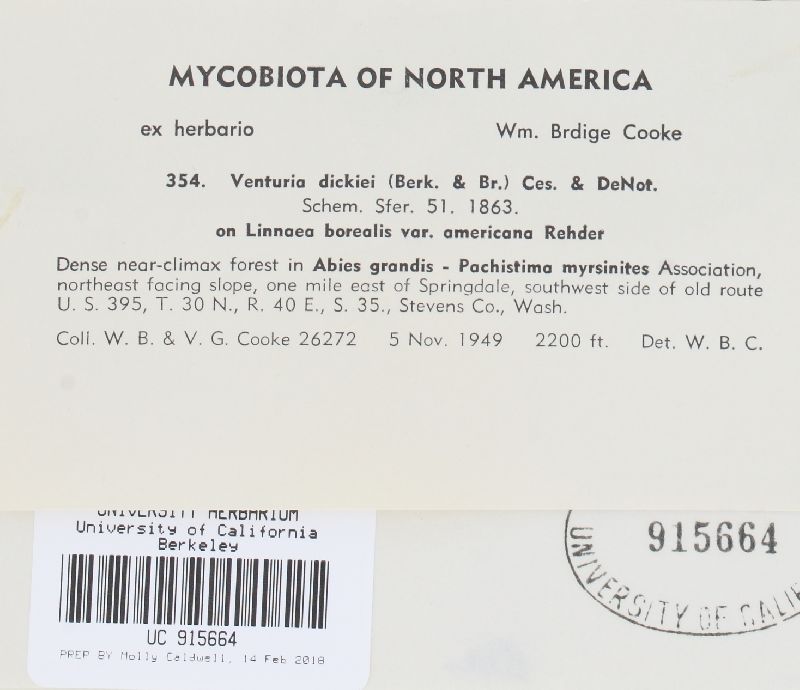 MYCOBIOTA OF NORTH AMERICA
ex herbario Wm. Brdige Cooke
354. Venturia dickiei (Berk. & Br.) Ces. & DeNot.
Schem. Sfer. 51. 1863.
on Linnaea borealis var. americana Rehder
Dense near-climax forest in Abies grandis - Pachistima myrsinites Association,
northeast facing slope, one mile east of Springdale, southwest side of old route
U. S. 395, T. 30 N., R. 40 E., S. 35., Stevens Co., Wash.
Coll. W. B. & V. G. Cooke 26272 5 Nov. 1949 2200 ft. Det. W. B. C.
UNIVERSITY HERBARIUM
University of California
Berkeley
UC 915664
PREP BY Molly Caldwell, 14 Feb 2018
915664
UNIVERSITY OF CALIF